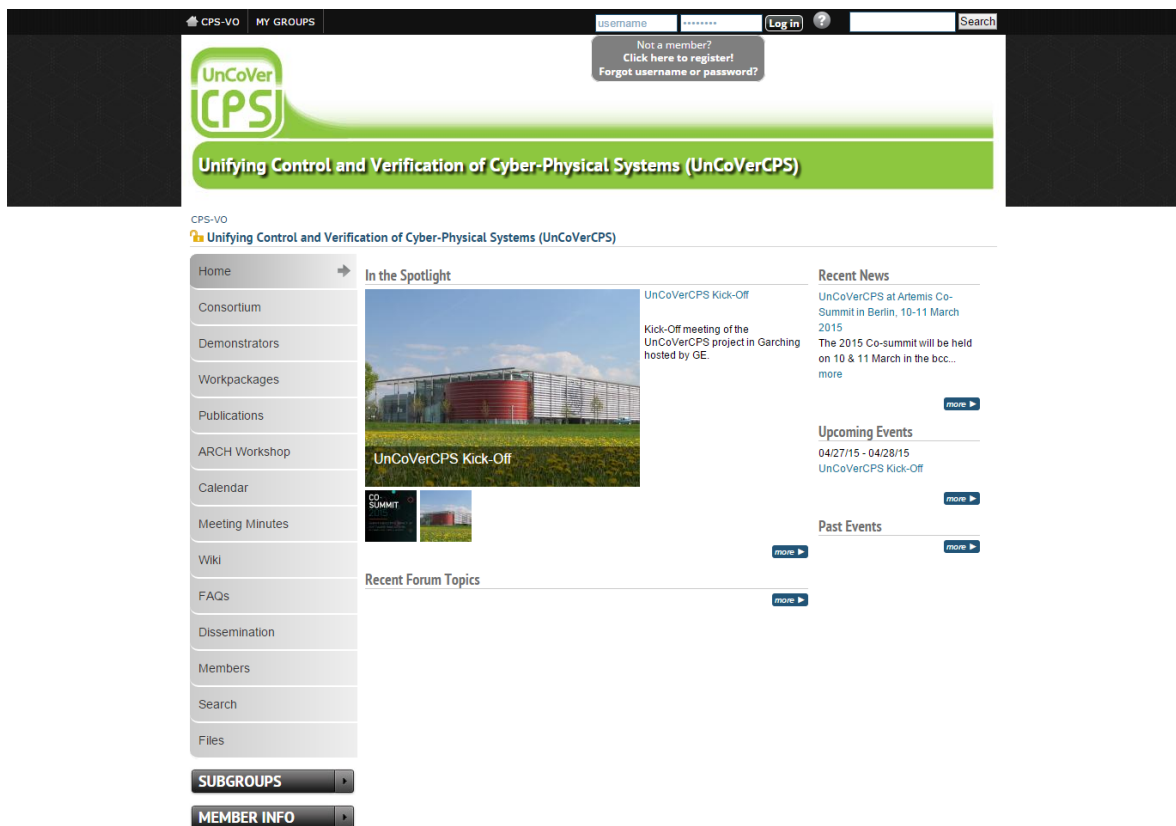 CPS-VO
MY GROUPS
username
••••••••
Log in
?
Search
Not a member?
Click here to register!
Forgot username or password?
UnCoVer
CPS
Unifying Control and Verification of Cyber-Physical Systems (UnCoVerCPS)
CPS-VO
Unifying Control and Verification of Cyber-Physical Systems (UnCoVerCPS)
Home
Consortium
Demonstrators
Workpackages
Publications
ARCH Workshop
Calendar
Meeting Minutes
Wiki
FAQs
Dissemination
Members
Search
Files
SUBGROUPS
MEMBER INFO
In the Spotlight
UnCoVerCPS Kick-Off
CO-
SUMMIT
2015
UnCoVerCPS Kick-Off
Kick-Off meeting of the
UnCoVerCPS project in Garching
hosted by GE.
more
Recent Forum Topics
more
Recent News
UnCoVerCPS at Artemis Co-
Summit in Berlin, 10-11 March
2015
The 2015 Co-summit will be held
on 10 & 11 March in the bcc...
more
more
Upcoming Events
04/27/15 - 04/28/15
UnCoVerCPS Kick-Off
more
Past Events
more